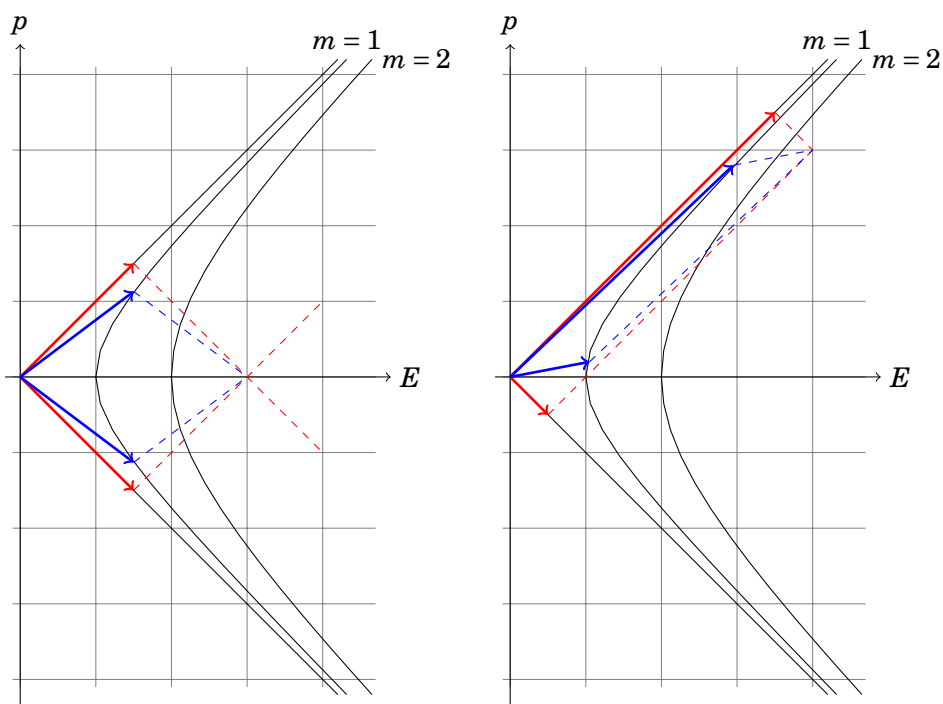 p
m = 1
m = 2
E
p
m = 1
m = 2
E